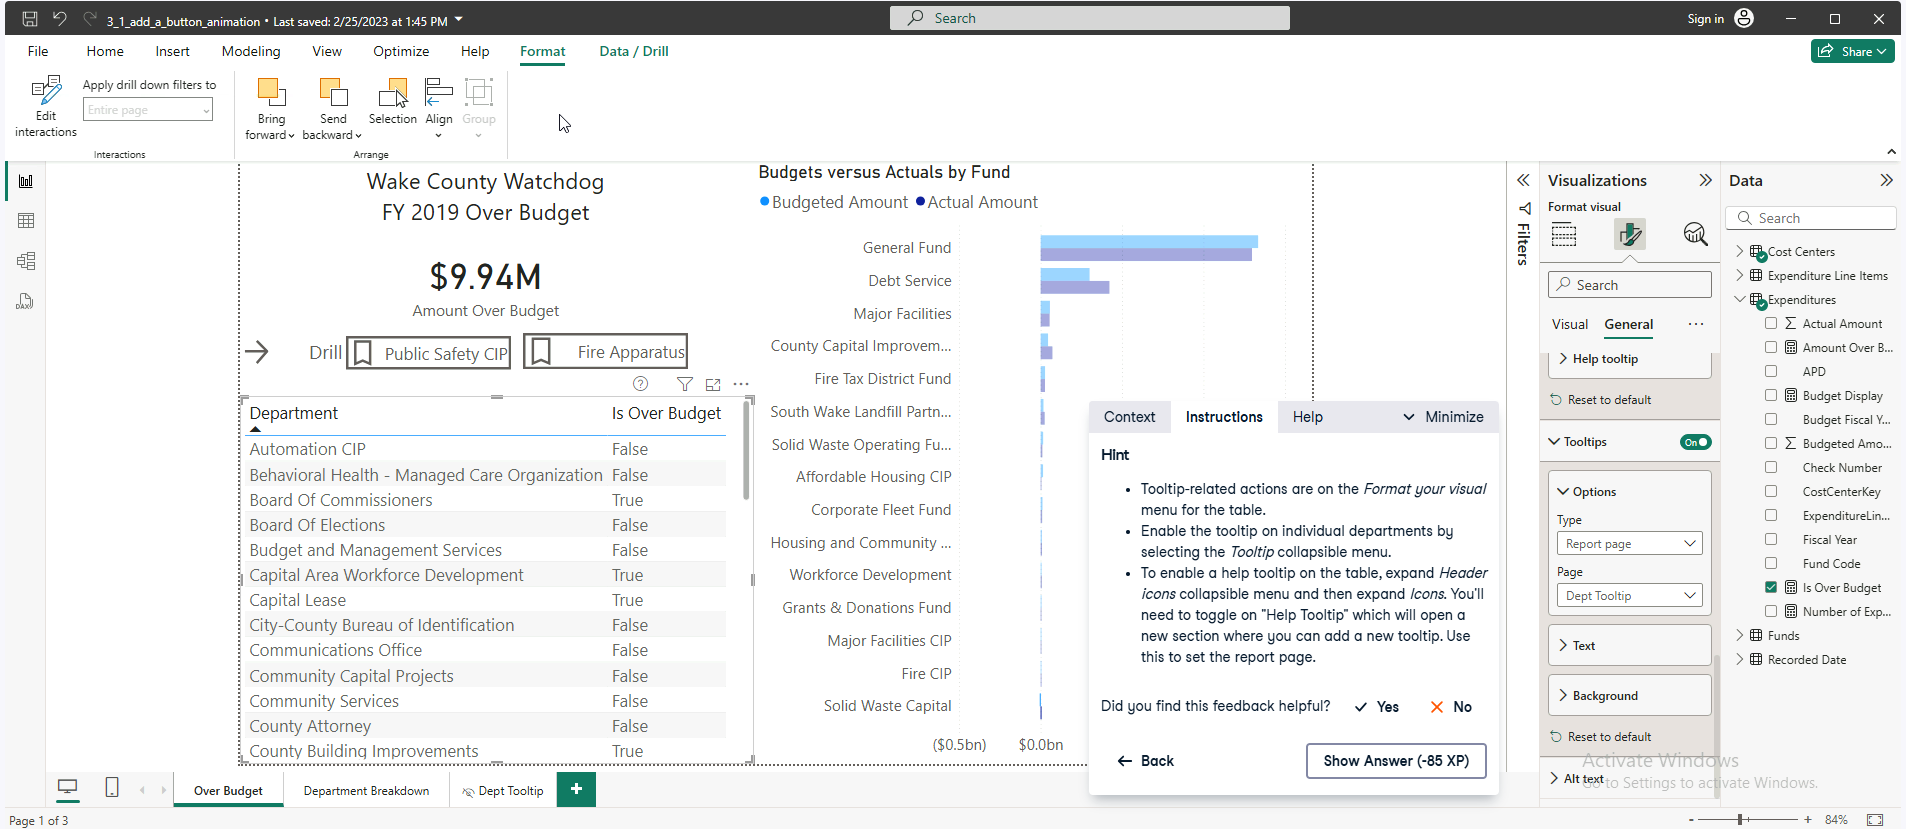 3_1_add_a_button_animation • Last saved: 2/25/2023 at 1:45 PM
Search
Sign in
File Home Insert Modeling View Optimize Help Format Data / Drill
Share
Edit interactions
Apply drill down filters to
Entire page
Interactions
Bring forward
Send backward
Selection
Align
Group
Arrange
Wake County Watchdog
FY 2019 Over Budget
$9.94M
Amount Over Budget
Drill
Public Safety CIP
Fire Apparatus
Department Is Over Budget
Automation CIP False
Behavioral Health - Managed Care Organization False
Board Of Commissioners True
Board Of Elections False
Budget and Management Services False
Capital Area Workforce Development True
Capital Lease True
City-County Bureau of Identification False
Communications Office False
Community Capital Projects False
Community Services False
County Attorney False
County Building Improvements True
Budgets versus Actuals by Fund
Budgeted Amount Actual Amount
General Fund
Debt Service
Major Facilities
County Capital Improvem...
Fire Tax District Fund
South Wake Landfill Partn...
Solid Waste Operating Fu...
Affordable Housing CIP
Corporate Fleet Fund
Housing and Community ...
Workforce Development
Grants & Donations Fund
Major Facilities CIP
Fire CIP
Solid Waste Capital
($0.5bn) $0.0bn
Context Instructions Help Minimize
Hint
• Tooltip-related actions are on the Format your visual
menu for the table.
• Enable the tooltip on individual departments by
selecting the Tooltip collapsible menu.
• To enable a help tooltip on the table, expand Header
icons collapsible menu and then expand Icons. You'll
need to toggle on "Help Tooltip" which will open a
new section where you can add a new tooltip. Use
this to set the report page.
Did you find this feedback helpful? Yes No
Back
Show Answer (-85 XP)
Filters
Visualizations
Format visual
Search
Visual General ...
Help tooltip
Reset to default
Tooltips On
Options
Type
Report page
Page
Dept Tooltip
Text
Background
Reset to default
Alt text
Data
Search
Cost Centers
Expenditure Line Items
Expenditures
Actual Amount
Amount Over B...
APD
Budget Display
Budget Fiscal Y...
Budgeted Amo...
Check Number
CostCenterKey
ExpenditureLin...
Fiscal Year
Fund Code
Is Over Budget
Number of Exp...
Funds
Recorded Date
Activate Windows
Go to Settings to activate Windows.
Over Budget Department Breakdown Dept Tooltip +
Page 1 of 3
- + 84%